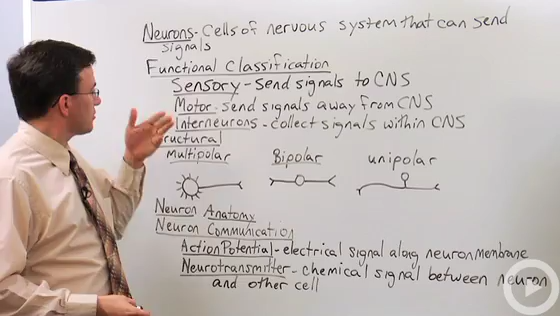 Neurons - Cells of nervous system that can send
signals
Functional Classification
Sensory - Send signals to CNS
Motor - send signals away from CNS
Interneurons - collect signals within CNS
ructural
Multipolar Bipolar unipolar
Neuron Anatomy
Neuron Communication
Action Potential - electrical signal along neuron membrane
Neurotransmitter - chemical signal between neuron
and other cell